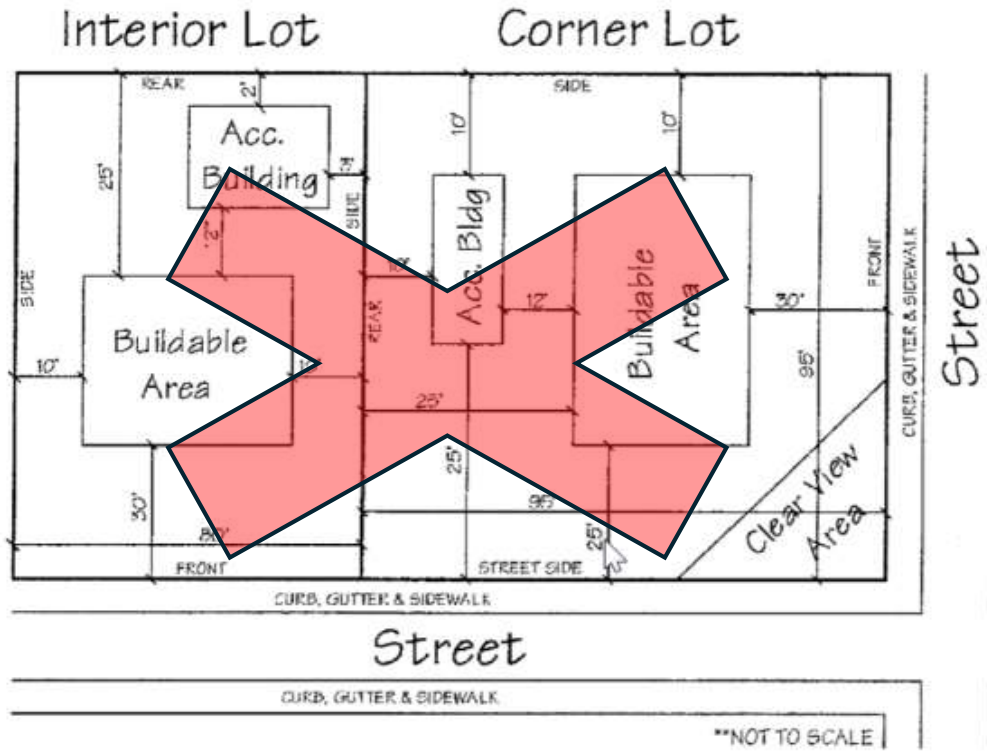 Interior Lot
Corner Lot
REAR
SIDE
2'
Acc.
Building
3'
25'
12'
SIDE
SIDE
10'
10'
Acc. Bldg
10'
REAR
12'
Buildable
Area
30'
FRONT
Buildable
Area
10'
25'
95'
CURB, GUTTER & SIDEWALK
Street
30'
80'
25'
95'
25'
Clear View
Area
FRONT
STREET SIDE
CURB, GUTTER & SIDEWALK
Street
CURB, GUTTER & SIDEWALK
**NOT TO SCALE